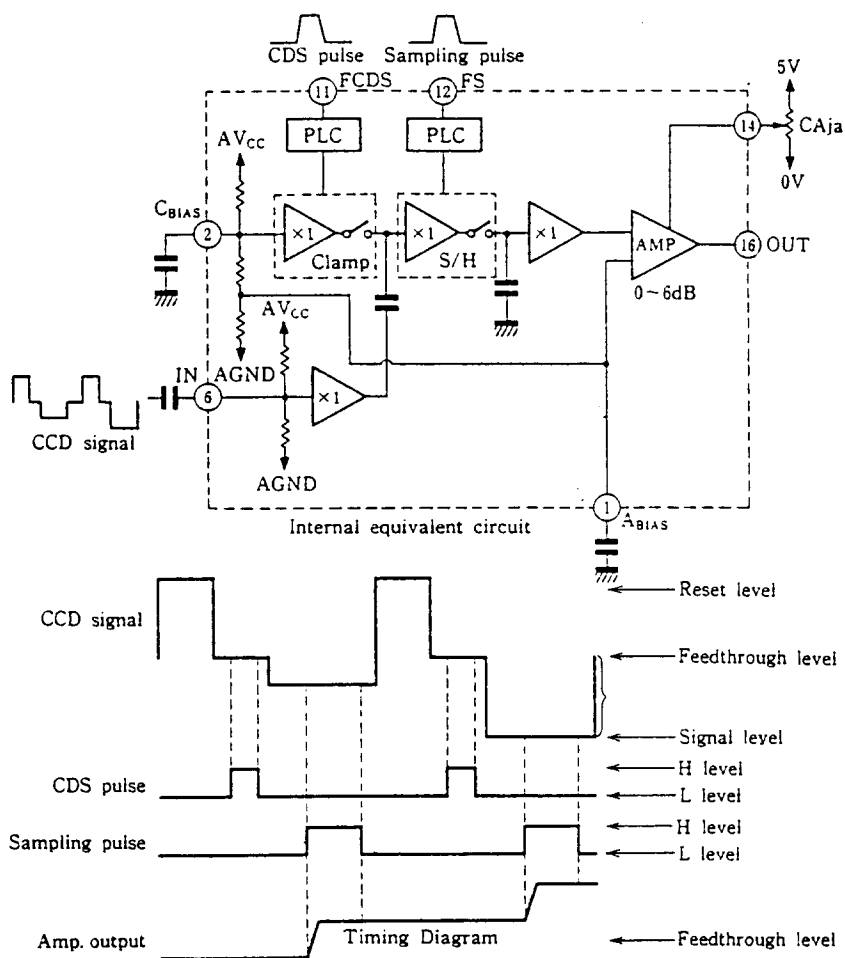 CDS pulse
Sampling pulse
11 FCDS
12 FS
5V
14 CAja
0V
PLC
PLC
AVCC
CBIAS
2
×1
Clamp
×1
S/H
×1
AMP
0~6dB
16 OUT
AVCC
AGND
IN
6
×1
CCD signal
AGND
1
ABIAS
Internal equivalent circuit
CCD signal
Reset level
Feedthrough level
Signal level
CDS pulse
H level
L level
Sampling pulse
H level
L level
Amp. output
Timing Diagram
Feedthrough level